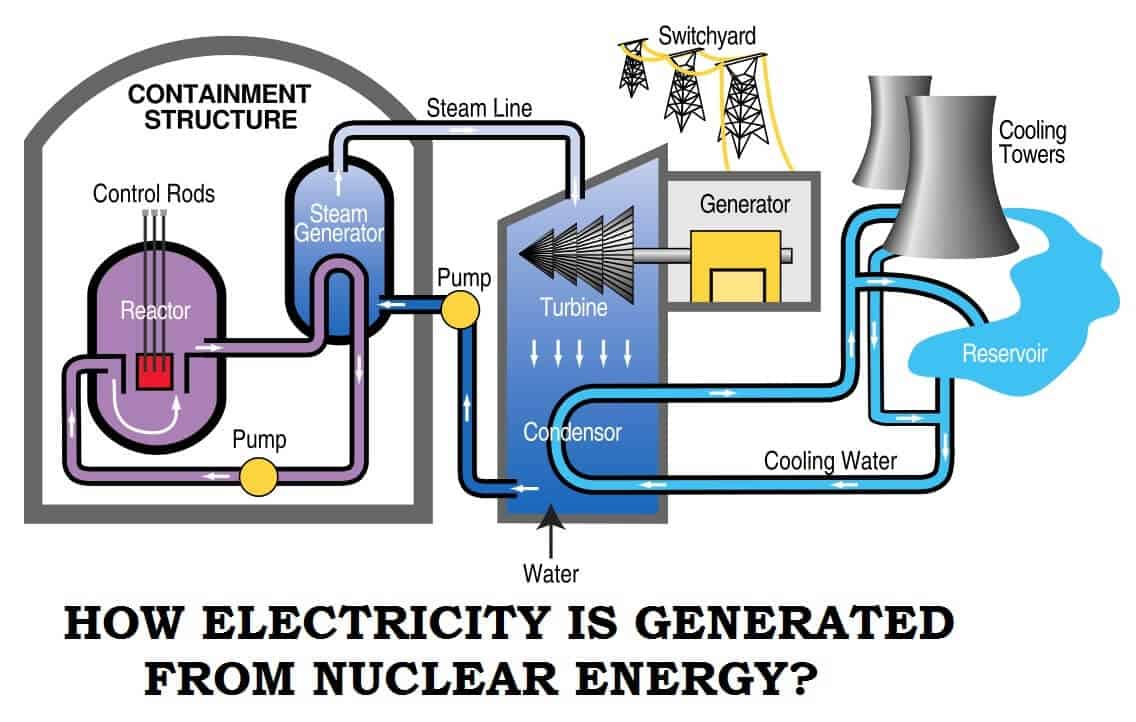 Switchyard
CONTAINMENT
STRUCTURE
Steam Line
Cooling
Towers
Control Rods
Steam
Generator
Generator
Pump
Reactor
Turbine
Reservoir
Condensor
Pump
Cooling Water
Water
HOW ELECTRICITY IS GENERATED
FROM NUCLEAR ENERGY?